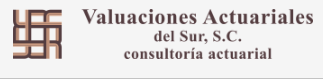 Valuaciones Actuariales
del Sur, S.C.
consultoría actuarial